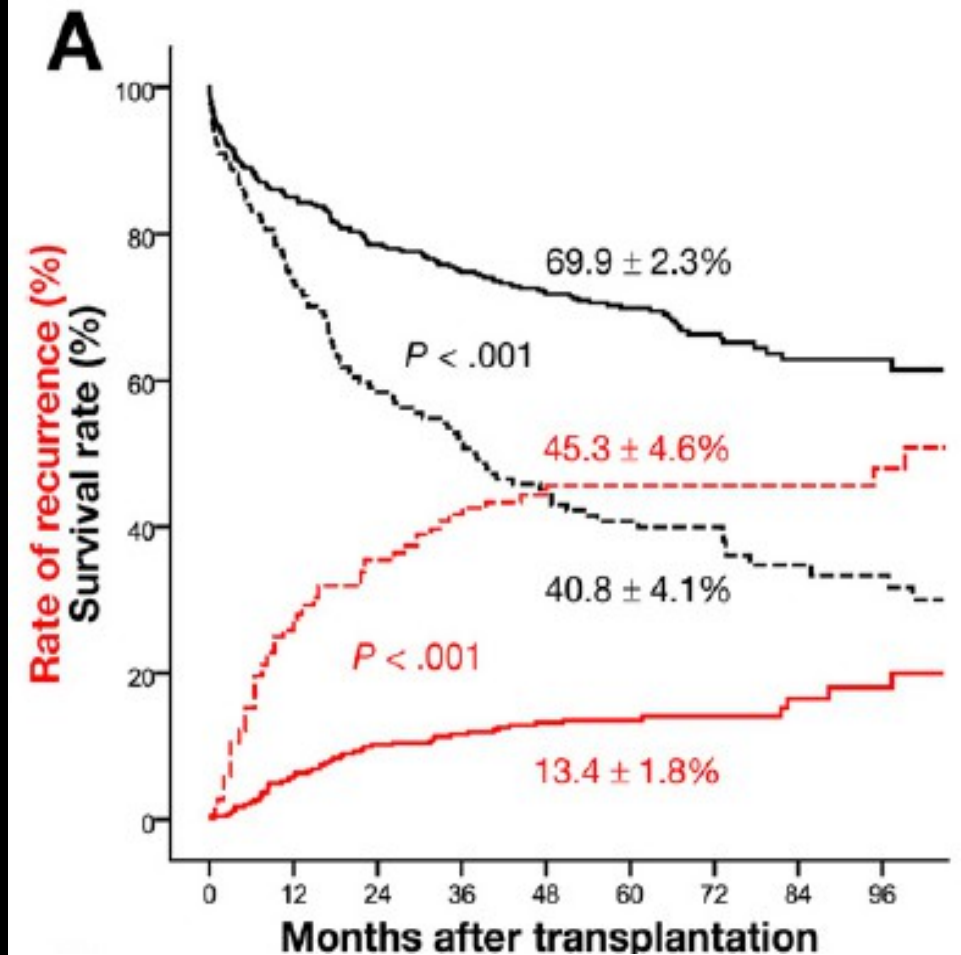 A
Rate of recurrence (%)
Survival rate (%)
100
80
60
40
20
0
69.9 ± 2.3%
P < .001
45.3 ± 4.6%
40.8 ± 4.1%
P < .001
13.4 ± 1.8%
0 12 24 36 48 60 72 84 96
Months after transplantation